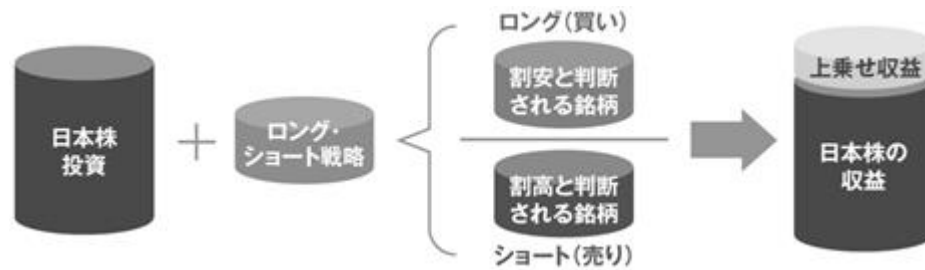 日本株
投資
ロング・
ショート戦略
ロング(買い)
割安と判断
される銘柄
割高と判断
される銘柄
ショート(売り)
上乗せ収益
日本株の
収益